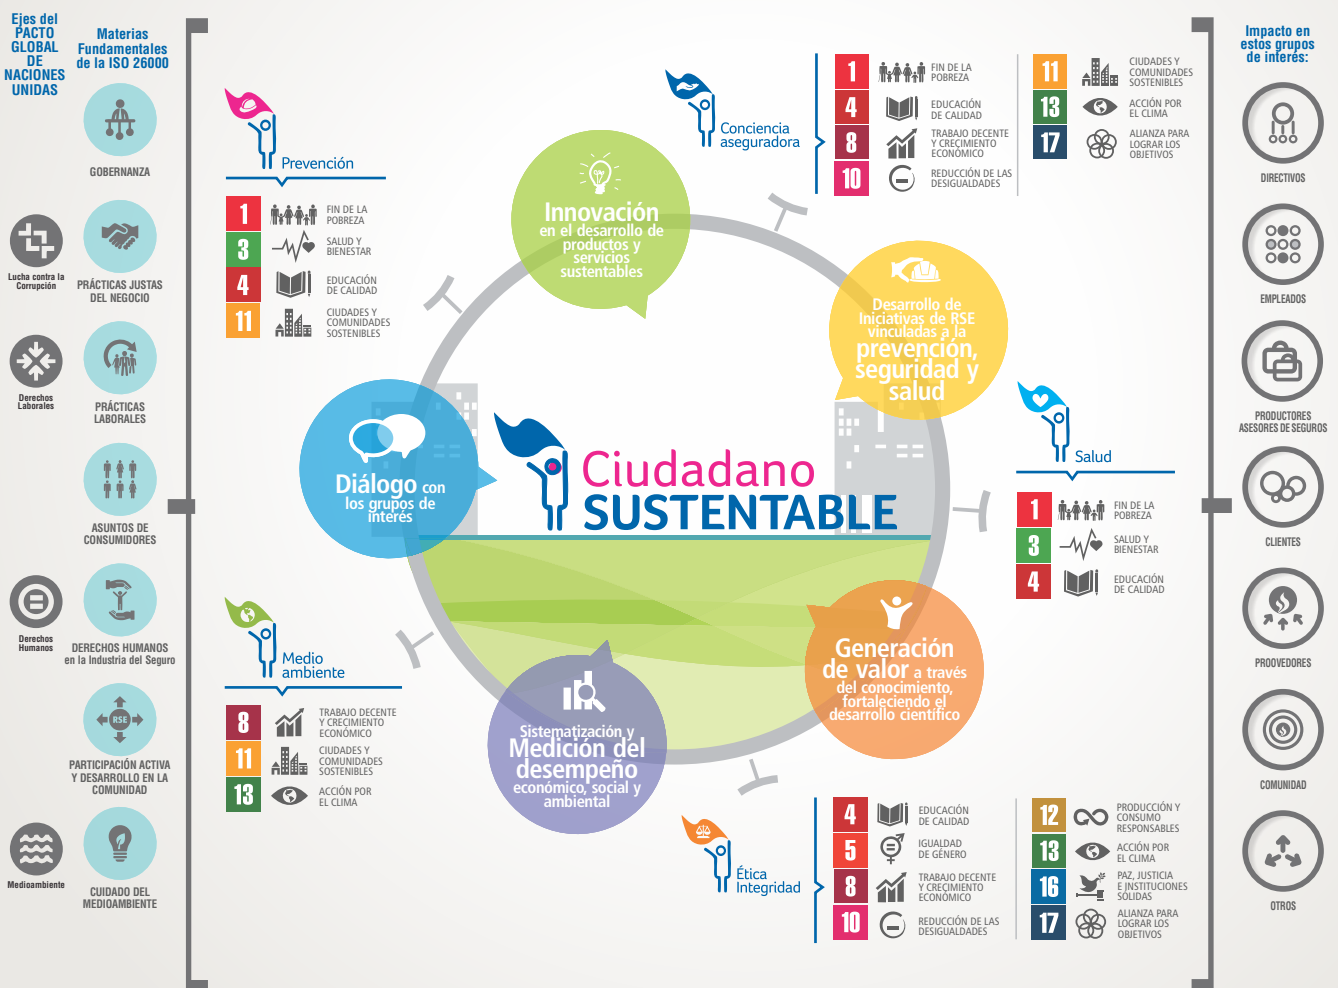 Ejes del
PACTO
GLOBAL
DE
NACIONES
UNIDAS
Materias
Fundamentales
de la ISO 26000
GOBERNANZA
Lucha contra la
Corrupción
PRÁCTICAS JUSTAS
DEL NEGOCIO
Derechos
Laborales
PRÁCTICAS
LABORALES
ASUNTOS DE
CONSUMIDORES
Derechos
Humanos
DERECHOS HUMANOS
en la Industria del Seguro
RSE
PARTICIPACIÓN ACTIVA
Y DESARROLLO EN LA
COMUNIDAD
Medioambiente
CUIDADO DEL
MEDIOAMBIENTE
Prevención
1
FIN DE LA
POBREZA
3
SALUD Y
BIENESTAR
4
EDUCACIÓN
DE CALIDAD
11
CIUDADES Y
COMUNIDADES
SOSTENIBLES
Medio
ambiente
8
TRABAJO DECENTE
Y CRECIMIENTO
ECONÓMICO
11
CIUDADES Y
COMUNIDADES
SOSTENIBLES
13
ACCIÓN POR
EL CLIMA
Innovación
en el desarrollo de
productos y
servicios
sustentables
Desarrollo de
Iniciativas de RSE
vinculadas a la
prevención,
seguridad y
salud
Diálogo con
los grupos de
interés
Ciudadano
SUSTENTABLE
Generación
de valor a través
del conocimiento,
fortaleciendo el
desarrollo científico
Sistematización y
Medición del
desempeño
económico, social y
ambiental
Conciencia
aseguradora
1
FIN DE LA
POBREZA
4
EDUCACIÓN
DE CALIDAD
8
TRABAJO DECENTE
Y CRECIMIENTO
ECONÓMICO
10
REDUCCIÓN DE LAS
DESIGUALDADES
11
CIUDADES Y
COMUNIDADES
SOSTENIBLES
13
ACCIÓN POR
EL CLIMA
17
ALIANZA PARA
LOGRAR LOS
OBJETIVOS
Salud
1
FIN DE LA
POBREZA
3
SALUD Y
BIENESTAR
4
EDUCACIÓN
DE CALIDAD
Ética
Integridad
4
EDUCACIÓN
DE CALIDAD
5
IGUALDAD
DE GÉNERO
8
TRABAJO DECENTE
Y CRECIMIENTO
ECONÓMICO
10
REDUCCIÓN DE LAS
DESIGUALDADES
12
PRODUCCIÓN Y
CONSUMO
RESPONSABLES
13
ACCIÓN POR
EL CLIMA
16
PAZ, JUSTICIA
E INSTITUCIONES
SÓLIDAS
17
ALIANZA PARA
LOGRAR LOS
OBJETIVOS
Impacto en
estos grupos
de interés:
DIRECTIVOS
EMPLEADOS
PRODUCTORES
ASESORES DE SEGUROS
CLIENTES
PROOVEDORES
COMUNIDAD
OTROS